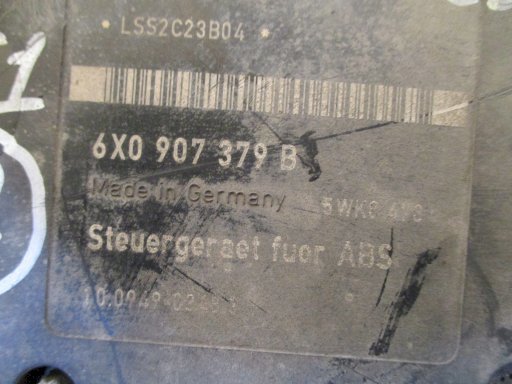 * LSS2C23B04 *
6X0 907 379 B
Made in Germany
Steuergeraet fuer ABS